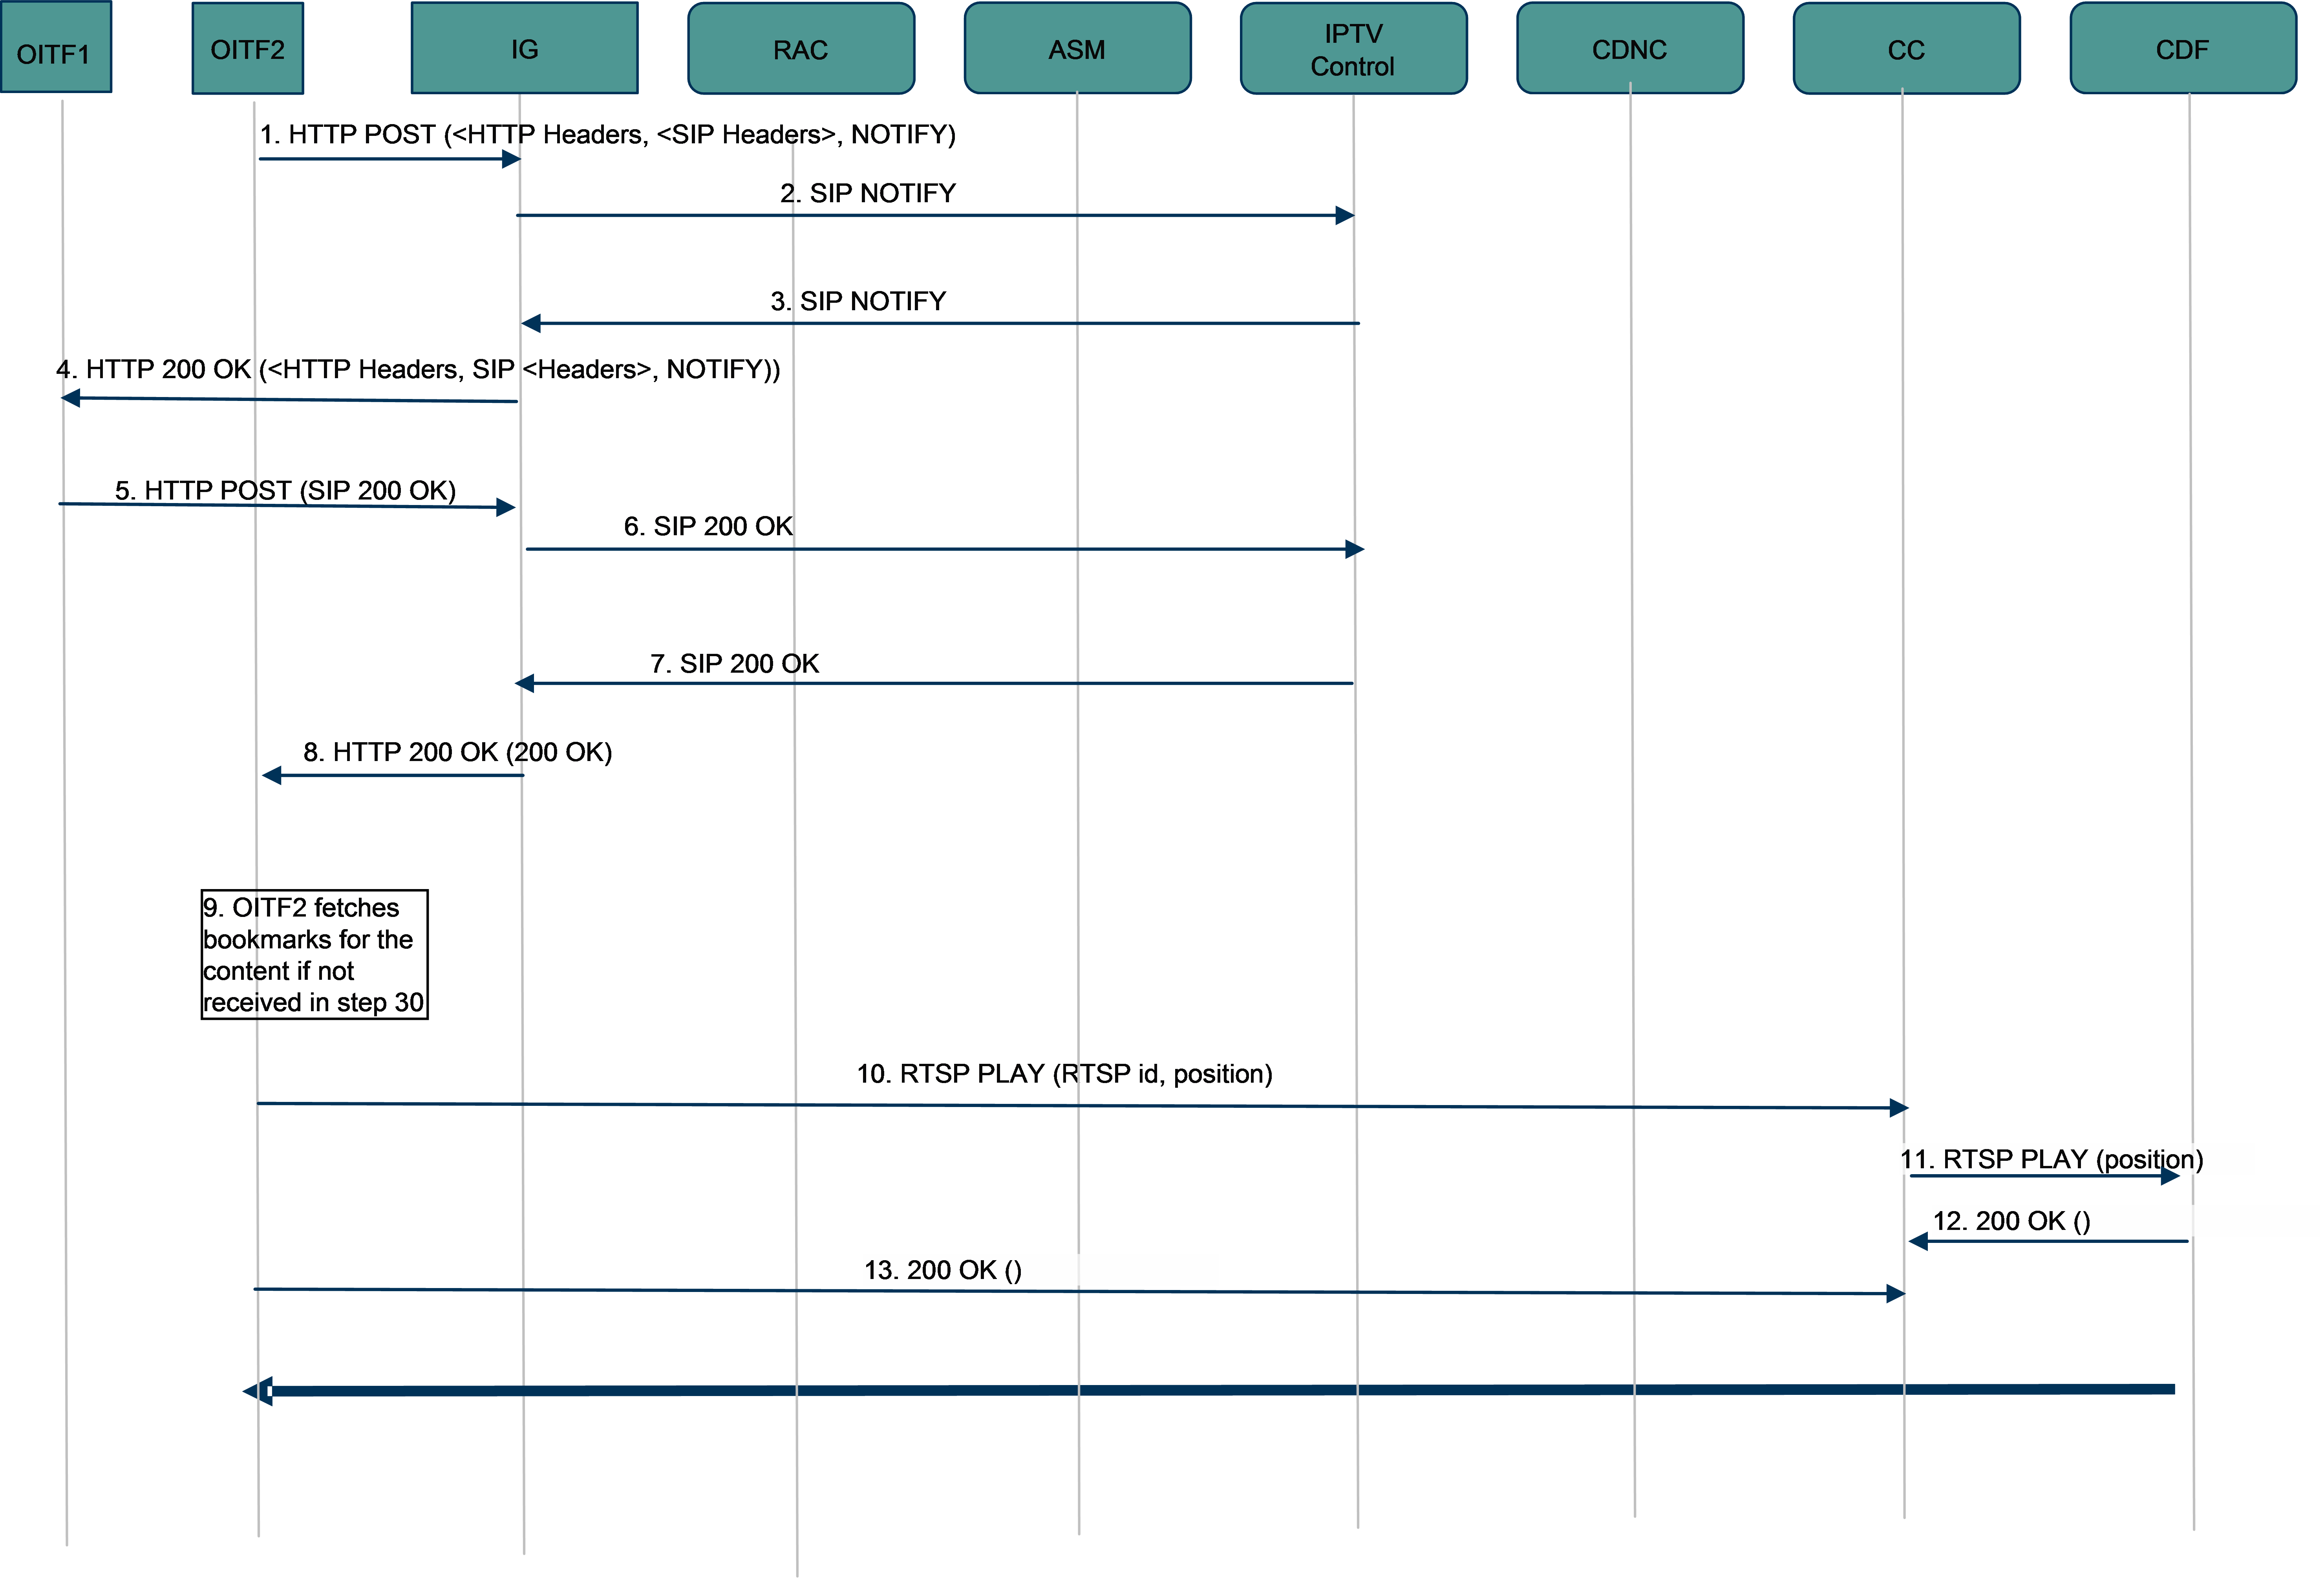 OITF1
OITF2
IG
RAC
ASM
IPTV
Control
CDNC
CC
CDF
1. HTTP POST (<HTTP Headers, <SIP Headers>, NOTIFY)
2. SIP NOTIFY
3. SIP NOTIFY
4. HTTP 200 OK (<HTTP Headers, SIP <Headers>, NOTIFY))
5. HTTP POST (SIP 200 OK)
6. SIP 200 OK
7. SIP 200 OK
8. HTTP 200 OK (200 OK)
9. OITF2 fetches
bookmarks for the
content if not
received in step 30
10. RTSP PLAY (RTSP id, position)
11. RTSP PLAY (position)
12. 200 OK ()
13. 200 OK ()